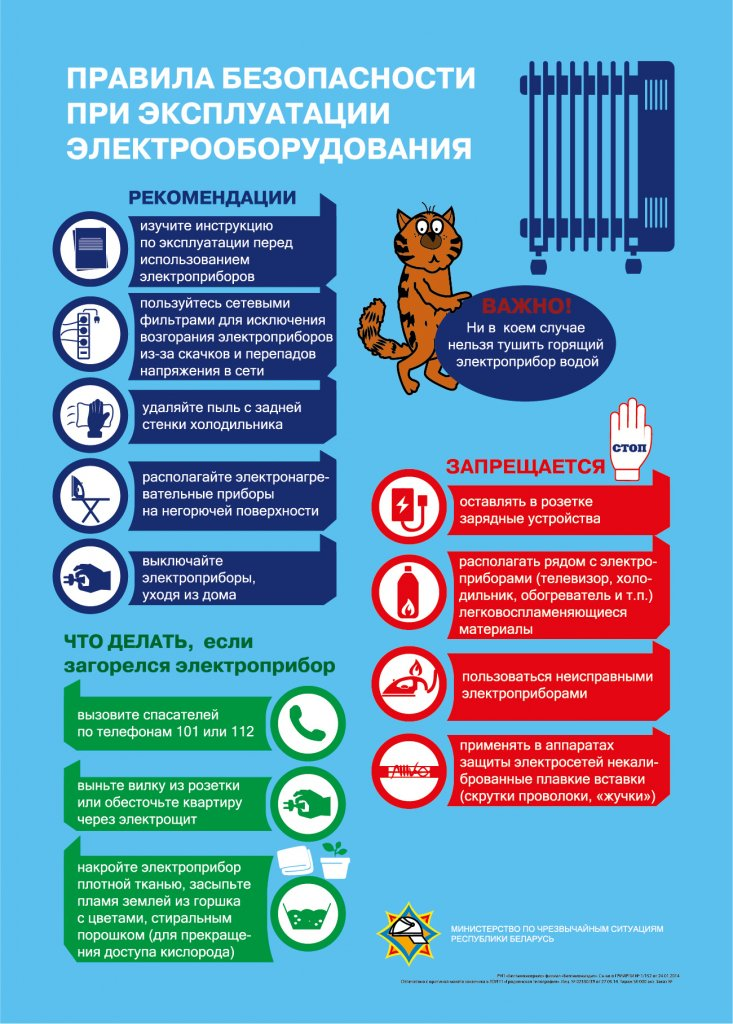 ПРАВИЛА БЕЗОПАСНОСТИ
ПРИ ЭКСПЛУАТАЦИИ
ЭЛЕКТРООБОРУДОВАНИЯ
РЕКОМЕНДАЦИИ
изучите инструкцию
по эксплуатации перед
использованием
электроприборов
пользуйтесь сетевыми
фильтрами для исключения
возгорания электроприборов
из-за скачков и перепадов
напряжения в сети
удаляйте пыль с задней
стенки холодильника
располагайте электронагре-
вательные приборы
на негорючей поверхности
выключайте
электроприборы,
уходя из дома
ВАЖНО!
Ни в коем случае
нельзя тушить горящий
электроприбор водой
СТОП
ЗАПРЕЩАЕТСЯ
оставлять в розетке
зарядные устройства
располагать рядом с электро-
приборами (телевизор, холо-
дильник, обогреватель и т.п.)
легковоспламеняющиеся
материалы
пользоваться неисправными
электроприборами
применять в аппаратах
защиты электросетей некали-
брованные плавкие вставки
(скрутки проволоки, «жучки»)
ЧТО ДЕЛАТЬ, если
загорелся электроприбор
вызовите спасателей
по телефонам 101 или 112
выньте вилку из розетки
или обесточьте квартиру
через электрощит
накройте электроприбор
плотной тканью, засыпьте
пламя землей из горшка
с цветами, стиральным
порошком (для прекраще-
ния доступа кислорода)
МИНИСТЕРСТВО ПО ЧРЕЗВЫЧАЙНЫМ СИТУАЦИЯМ
РЕСПУБЛИКИ БЕЛАРУСЬ